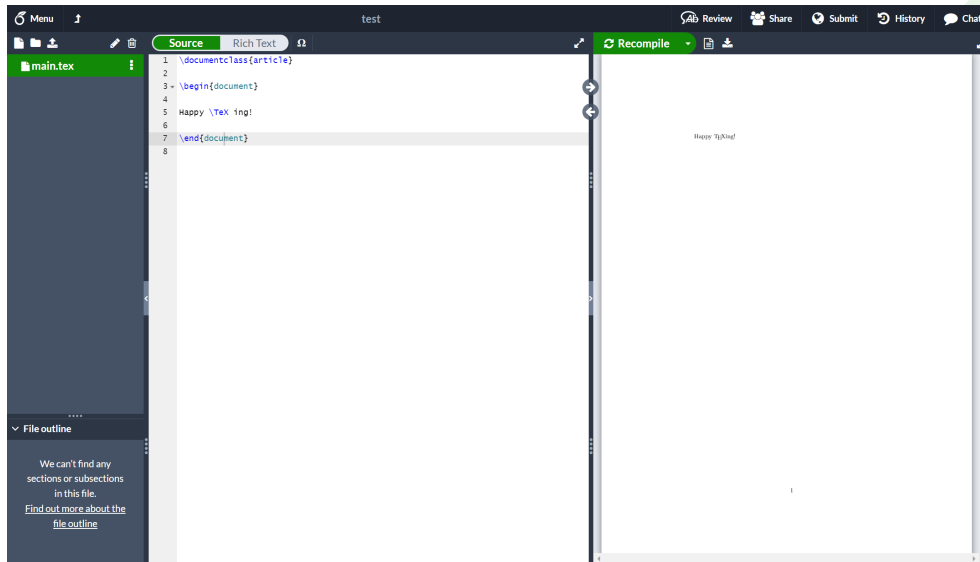 Menu
test
Review
Share
Submit
History
Chat
Source
Rich Text
Ω
Recompile
main.tex
1 \documentclass{article}
2
3 \begin{document}
4
5 Happy \TeX ing!
6
7 \end{document}
8
Happy TeXing!
1
File outline
We can't find any
sections or subsections
in this file.
Find out more about the
file outline